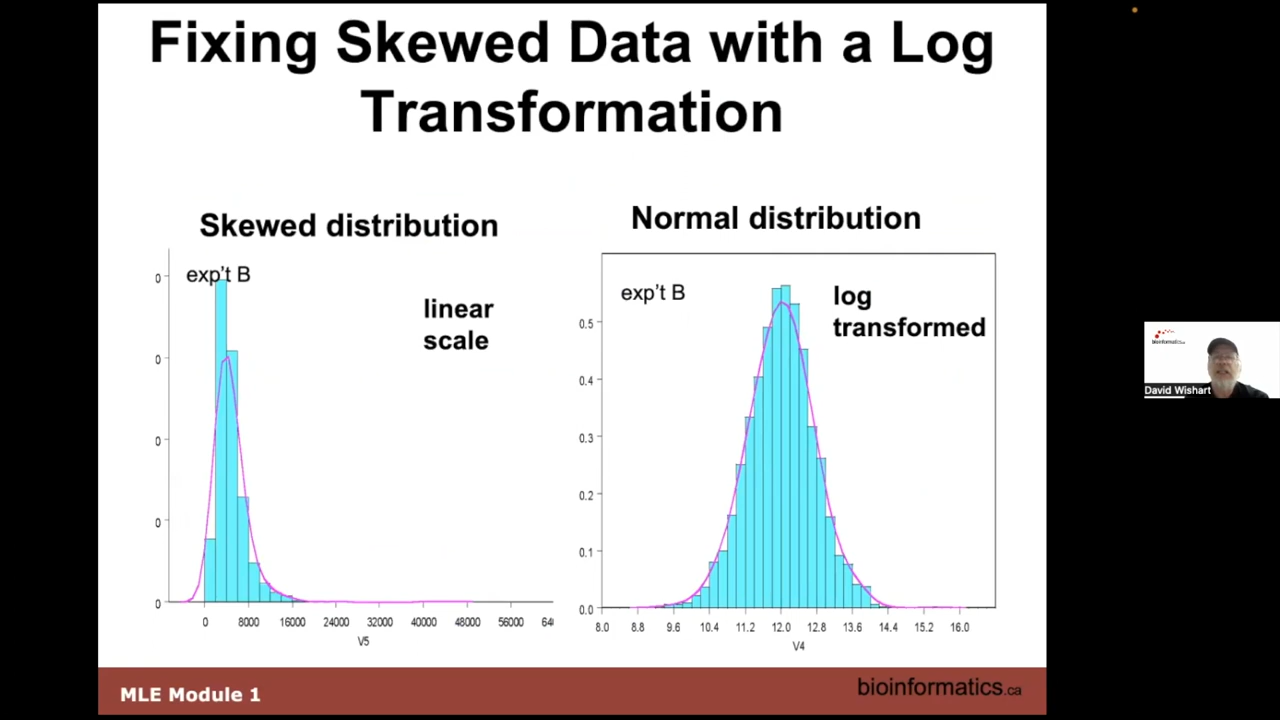 Fixing Skewed Data with a Log
Transformation
Skewed distribution
Normal distribution
exp't B
linear
scale
0
0
0
0
0
0 8000 16000 24000 32000 40000 48000 56000 64
V5
exp't B
log
transformed
0.5
0.4
0.3
0.2
0.1
0.0
8.0 8.8 9.6 10.4 11.2 12.0 12.8 13.6 14.4 15.2 16.0
V4
MLE Module 1
bioinformatics.ca
bioinformatics.ca
David Wishart